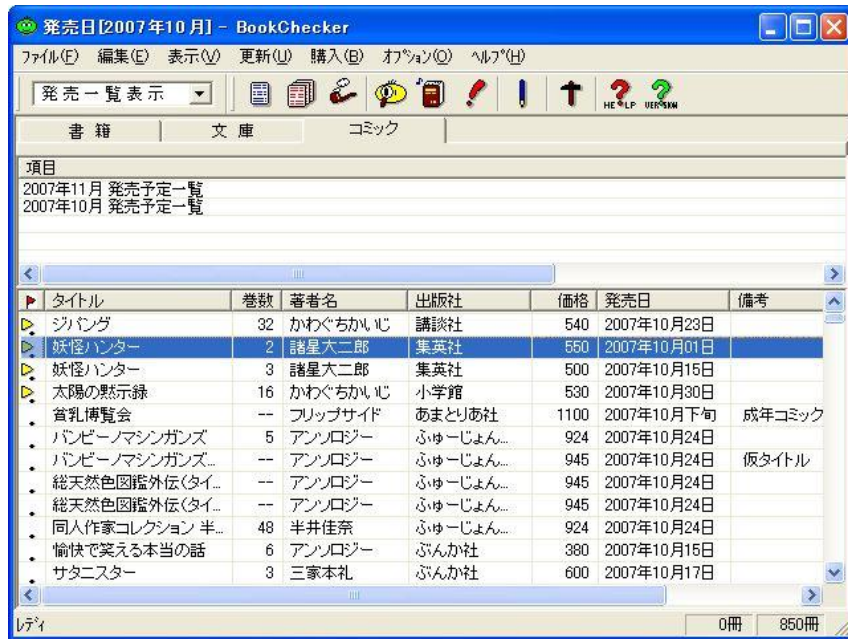 発売日[2007年10月] - BookChecker
ファイル(F) 編集(E) 表示(V) 更新(U) 購入(B) オプション(O) ヘルプ(H)
発売一覧表示 HELP VERSION
書籍 文庫 コミック
項目
2007年11月 発売予定一覧
2007年10月 発売予定一覧
タイトル 巻数 著者名 出版社 価格 発売日 備考
ジパング 32 かわぐちかいじ 講談社 540 2007年10月23日
妖怪ハンター 2 諸星大二郎 集英社 550 2007年10月01日
妖怪ハンター 3 諸星大二郎 集英社 500 2007年10月15日
太陽の黙示録 16 かわぐちかいじ 小学館 530 2007年10月30日
貧乳博覧会 -- フリップサイド あまとりあ社 1100 2007年10月下旬 成年コミック
バンビーノマシンガンズ 5 アンソロジー ふゅーじょん... 924 2007年10月24日
バンビーノマシンガンズ... -- アンソロジー ふゅーじょん... 945 2007年10月24日 仮タイトル
総天然色図鑑外伝(タイ... -- アンソロジー ふゅーじょん... 945 2007年10月24日
総天然色図鑑外伝(タイ... -- アンソロジー ふゅーじょん... 945 2007年10月24日
同人作家コレクション 半... 48 半井佳奈 ふゅーじょん... 924 2007年10月24日
愉快で笑える本当の話 6 アンソロジー ぶんか社 380 2007年10月15日
サタニスター 3 三家本礼 ぶんか社 600 2007年10月17日
レディ 0冊 850冊